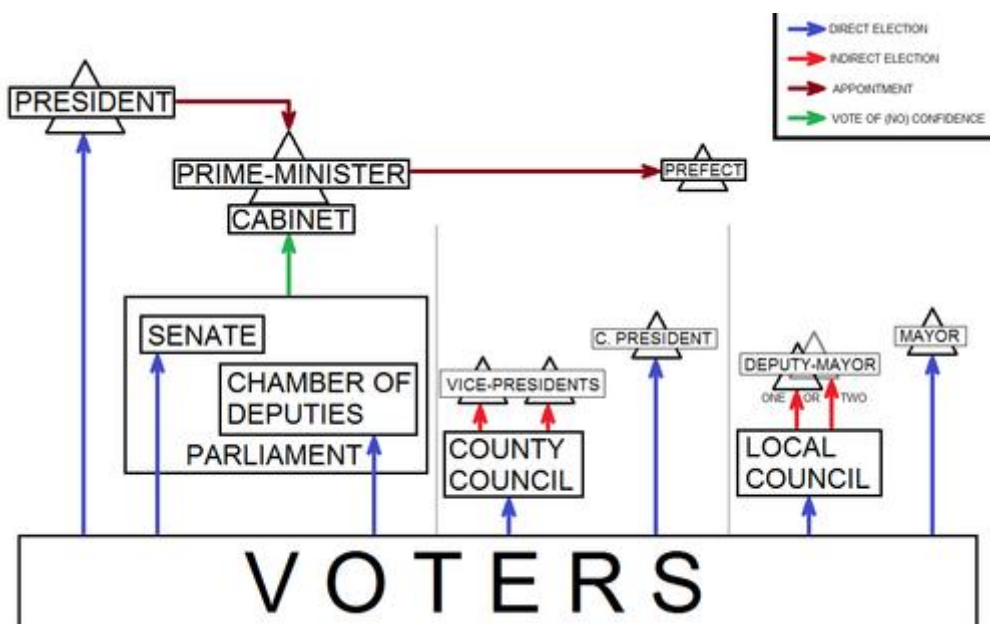 DIRECT ELECTION
INDIRECT ELECTION
APPOINTMENT
VOTE OF (NO) CONFIDENCE
PRESIDENT
PRIME-MINISTER
PREFECT
CABINET
SENATE
CHAMBER OF
DEPUTIES
PARLIAMENT
VICE-PRESIDENTS
COUNTY
COUNCIL
C. PRESIDENT
DEPUTY-MAYOR
ONE OR TWO
LOCAL
COUNCIL
MAYOR
VOTERS